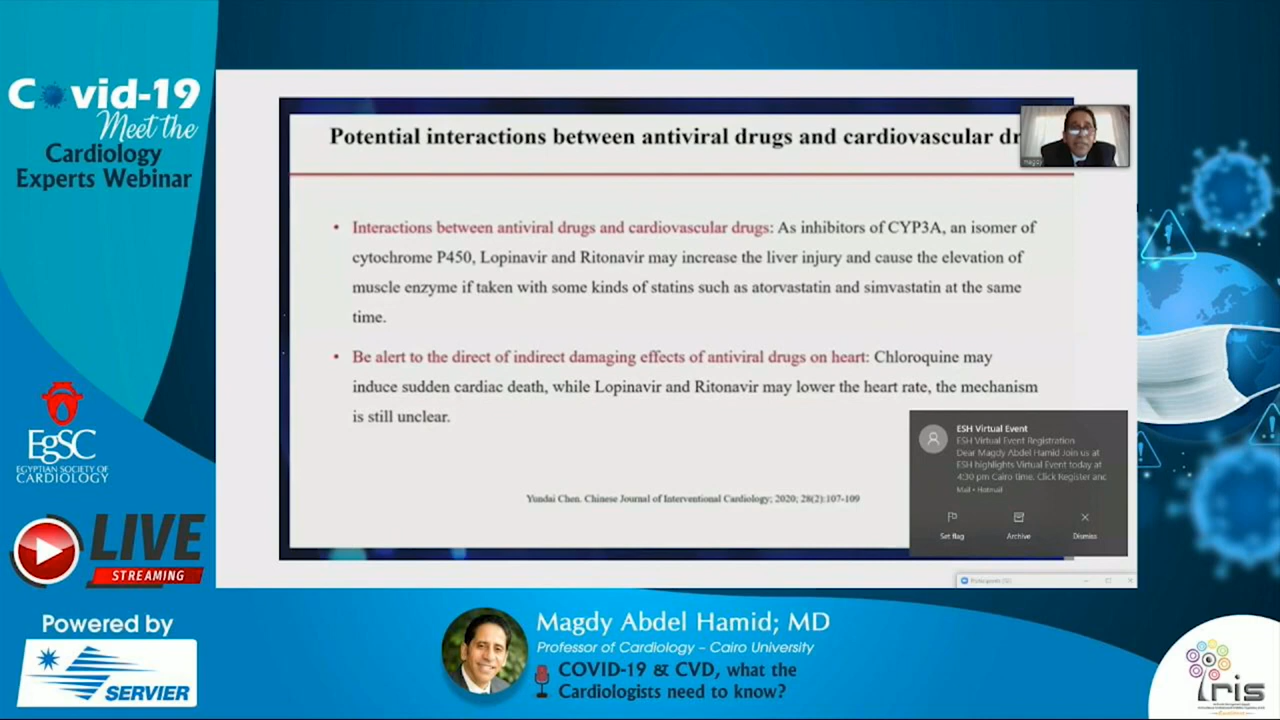 Covid-19
Meet the
Cardiology
Experts Webinar
EgSC
EGYPTIAN SOCIETY OF
CARDIOLOGY
LIVE
STREAMING
Powered by
SERVIER
Potential interactions between antiviral drugs and cardiovascular dr
magdy
• Interactions between antiviral drugs and cardiovascular drugs: As inhibitors of CYP3A, an isomer of
cytochrome P450, Lopinavir and Ritonavir may increase the liver injury and cause the elevation of
muscle enzyme if taken with some kinds of statins such as atorvastatin and simvastatin at the same
time.
• Be alert to the direct of indirect damaging effects of antiviral drugs on heart: Chloroquine may
induce sudden cardiac death, while Lopinavir and Ritonavir may lower the heart rate, the mechanism
is still unclear.
Yundai Chen. Chinese Journal of Interventional Cardiology; 2020; 28(2):107-109
ESH Virtual Event
ESH Virtual Event Registration
Dear Magdy Abdel Hamid Join us at
ESH highlights Virtual Event today at
4:30 pm Cairo time. Click Register and
Mail • Hotmail
Set flag
Archive
Dismiss
Participants
Magdy Abdel Hamid; MD
Professor of Cardiology – Cairo University
COVID-19 & CVD, what the
Cardiologists need to know?
Iris